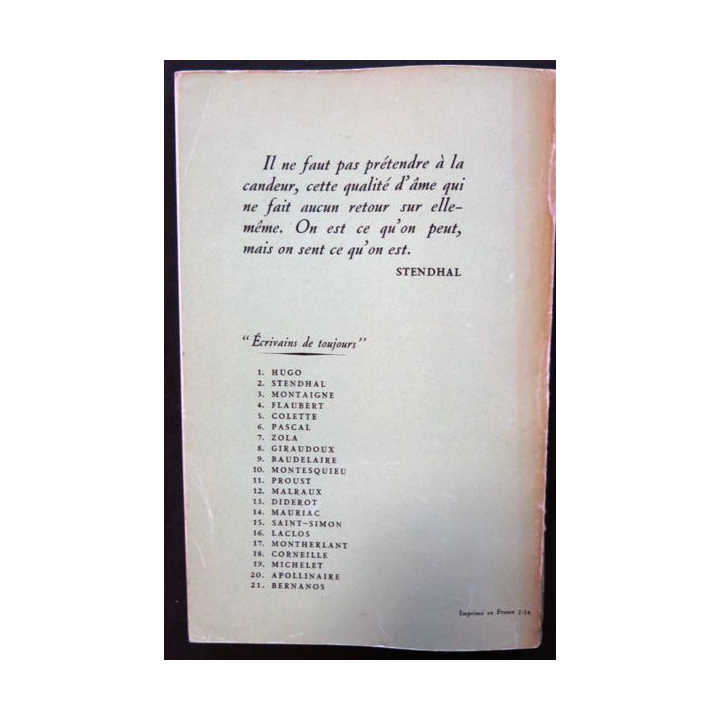 Il ne faut pas prétendre à la
candeur, cette qualité d'âme qui
ne fait aucun retour sur elle-
même. On est ce qu'on peut,
mais on sent ce qu'on est.
STENDHAL
“Écrivains de toujours”
1. HUGO
2. STENDHAL
3. MONTAIGNE
4. FLAUBERT
5. COLETTE
6. PASCAL
7. ZOLA
8. GIRAUDOUX
9. BAUDELAIRE
10. MONTESQUIEU
11. PROUST
12. MALRAUX
13. DIDEROT
14. MAURIAC
15. SAINT-SIMON
16. LACLOS
17. MONTHERLANT
18. CORNEILLE
19. MICHELET
20. APOLLINAIRE
21. BERNANOS
Imprimé en France